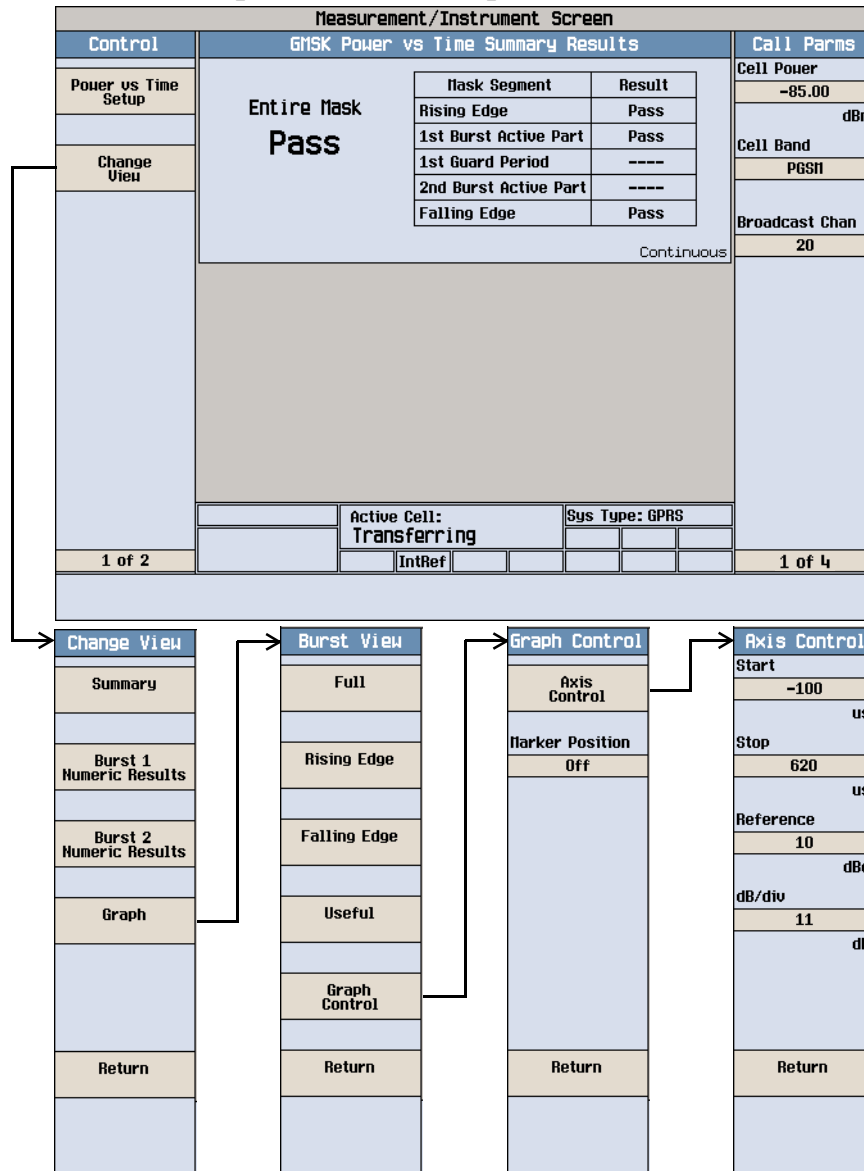 Measurement/Instrument Screen
Control
GMSK Power vs Time Summary Results
Call Parms
Power vs Time
Setup
Change
View
1 of 2
Entire Mask
Pass
Mask Segment Result
Rising Edge Pass
1st Burst Active Part Pass
1st Guard Period ----
2nd Burst Active Part ----
Falling Edge Pass
Continuous
Cell Power
-85.00
dBm
Cell Band
PGSM
Broadcast Chan
20
1 of 4
Active Cell:
Transferring
Sys Type: GPRS
IntRef
Change View
Summary
Burst 1
Numeric Results
Burst 2
Numeric Results
Graph
Return
Burst View
Full
Rising Edge
Falling Edge
Useful
Graph
Control
Return
Graph Control
Axis
Control
Marker Position
Off
Return
Axis Control
Start
-100
us
Stop
620
us
Reference
10
dB/div
11
Return